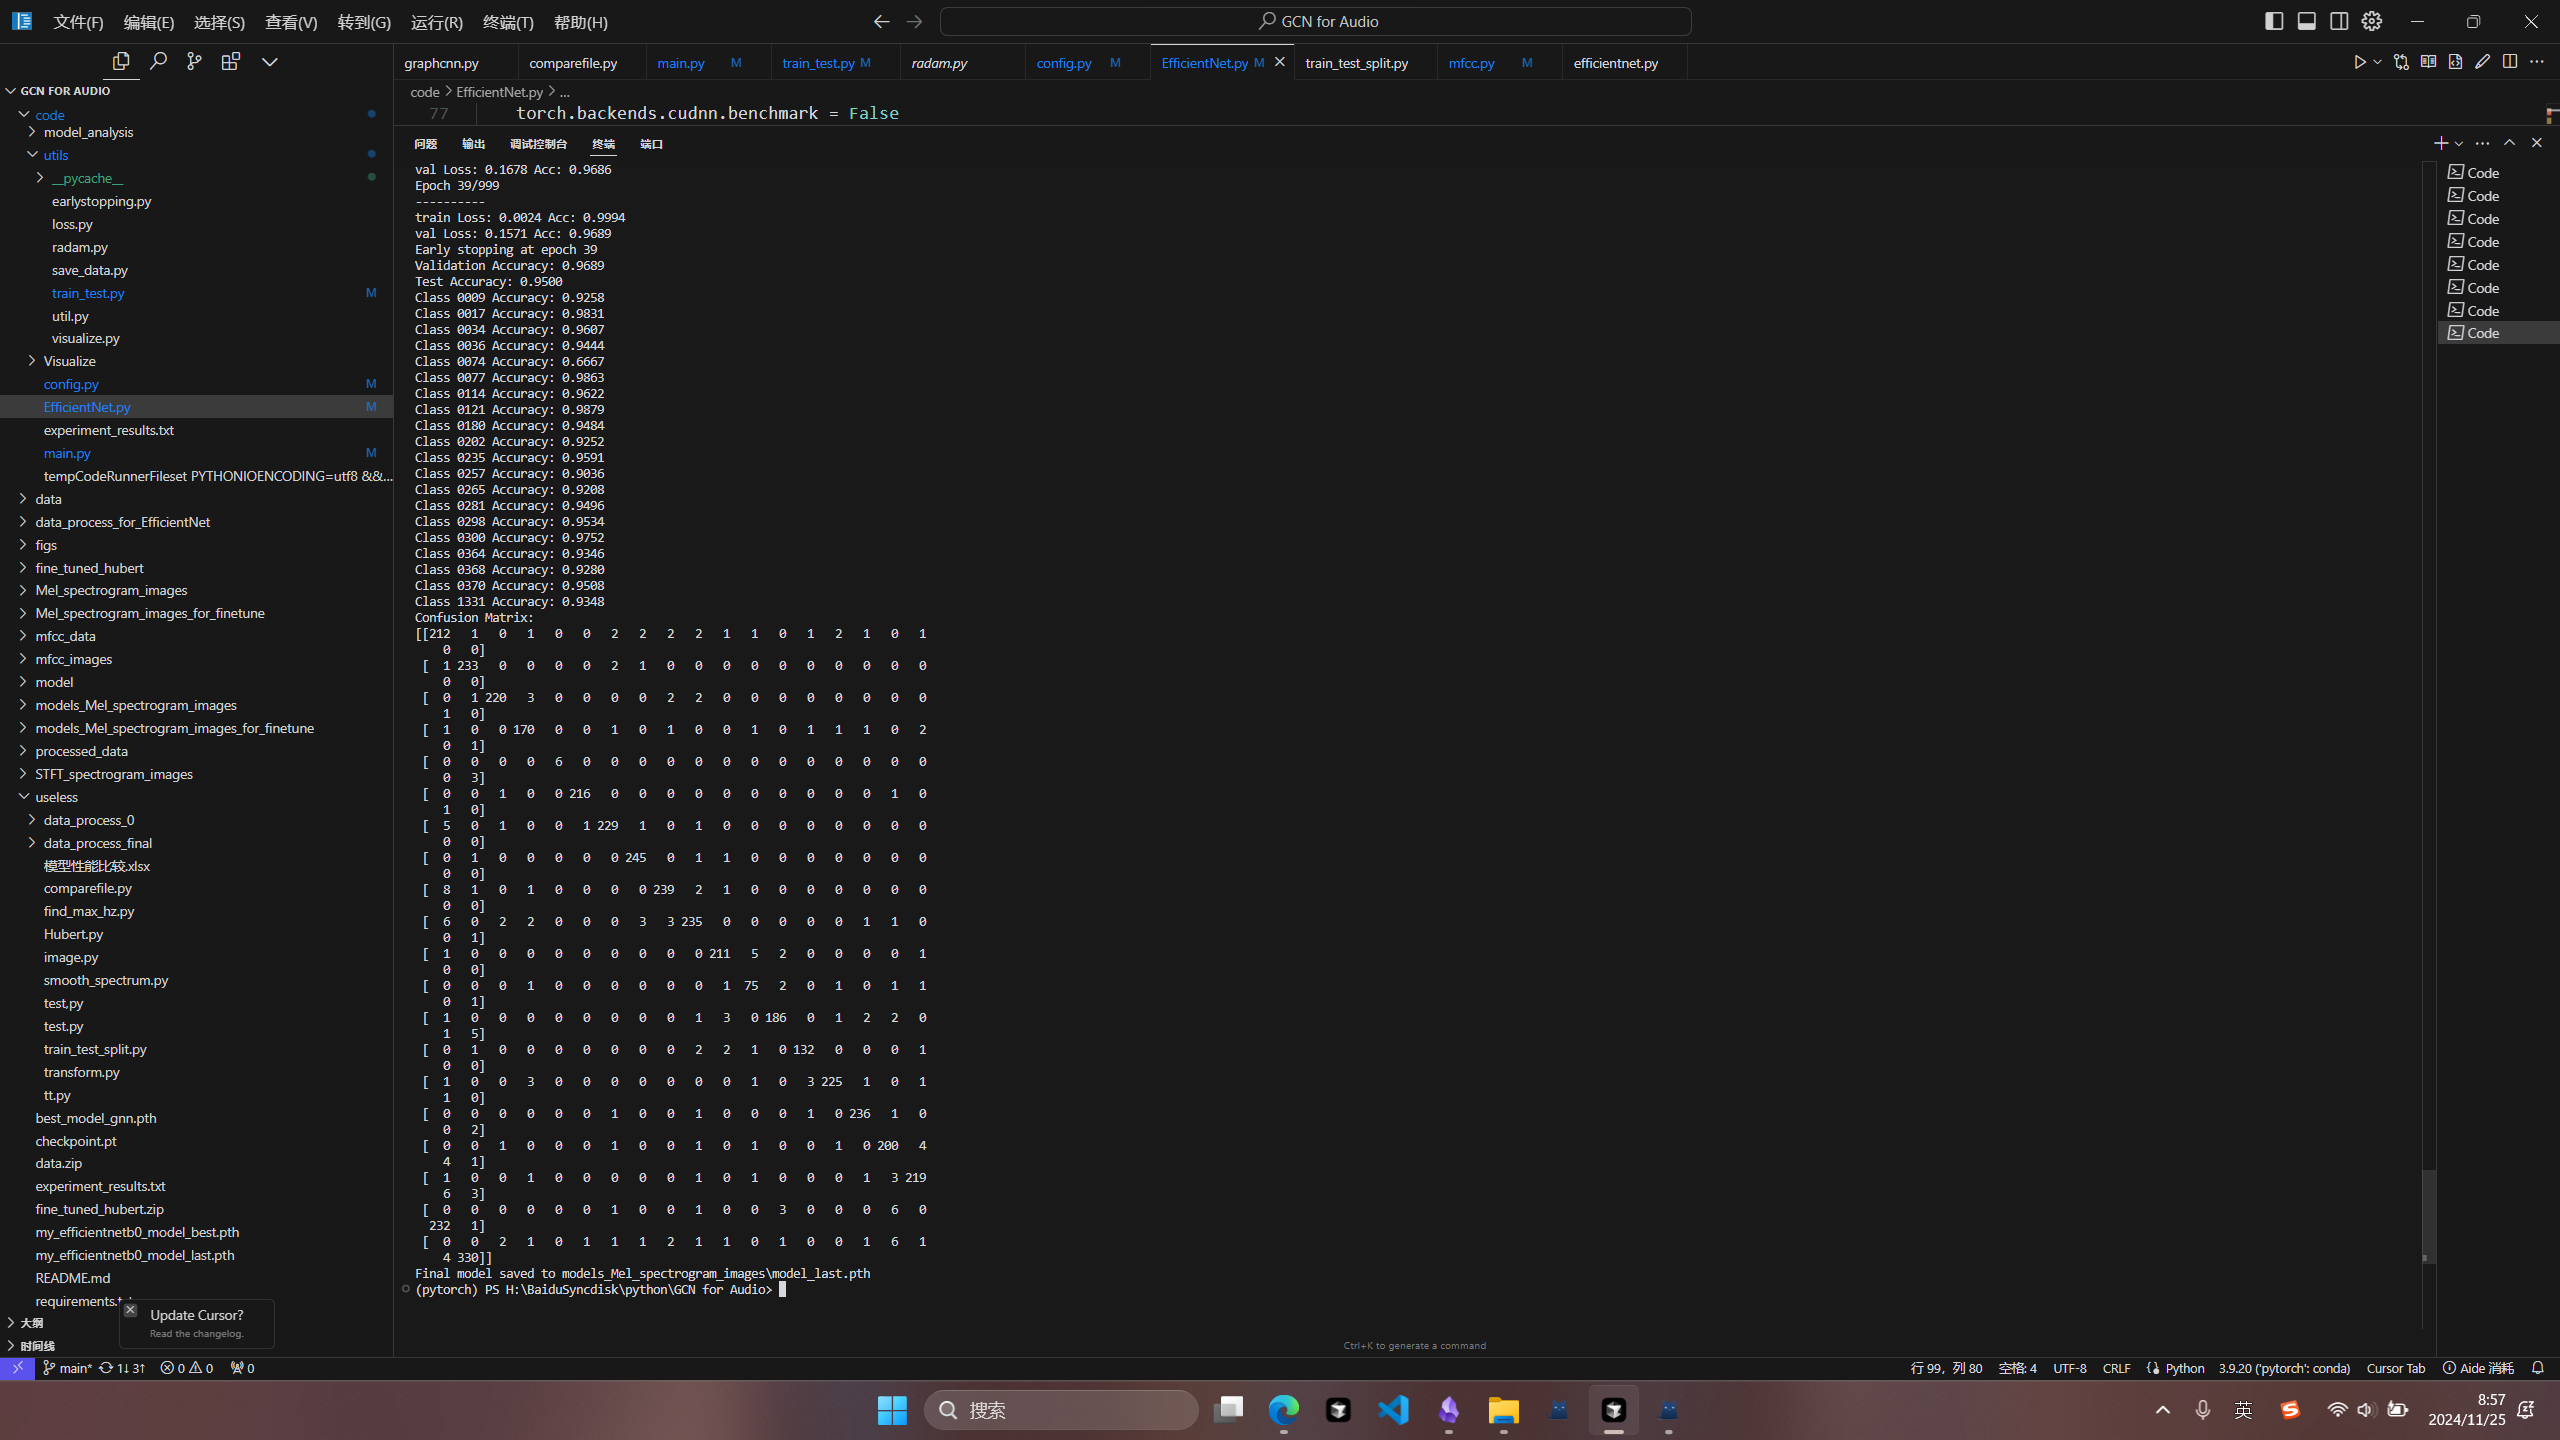 文件(F) 编辑(E) 选择(S) 查看(V) 转到(G) 运行(R) 终端(T) 帮助(H)
GCN for Audio
GCN FOR AUDIO
code
model_analysis
utils
__pycache__
earlystopping.py
loss.py
radam.py
save_data.py
train_test.py M
util.py
visualize.py
Visualize
config.py M
EfficientNet.py M
experiment_results.txt
main.py M
tempCodeRunnerFileset PYTHONIOENCODING=utf8 &&...
data
data_process_for_EfficientNet
figs
fine_tuned_hubert
Mel_spectrogram_images
Mel_spectrogram_images_for_finetune
mfcc_data
mfcc_images
model
models_Mel_spectrogram_images
models_Mel_spectrogram_images_for_finetune
processed_data
STFT_spectrogram_images
useless
data_process_0
data_process_final
模型性能比较.xlsx
comparefile.py
find_max_hz.py
Hubert.py
image.py
smooth_spectrum.py
test,py
test.py
train_test_split.py
transform.py
tt.py
best_model_gnn.pth
checkpoint.pt
data.zip
experiment_results.txt
fine_tuned_hubert.zip
my_efficientnetb0_model_best.pth
my_efficientnetb0_model_last.pth
README.md
大纲
时间线
Update Cursor?
Read the changelog.
graphcnn.py comparefile.py main.py M train_test.py M radam.py config.py M EfficientNet.py M train_test_split.py mfcc.py M efficientnet.py
code > EfficientNet.py > ...
77 torch.backends.cudnn.benchmark = False
问题 输出 调试控制台 终端 端口
val Loss: 0.1678 Acc: 0.9686
Epoch 39/999
----------
train Loss: 0.0024 Acc: 0.9994
val Loss: 0.1571 Acc: 0.9689
Early stopping at epoch 39
Validation Accuracy: 0.9689
Test Accuracy: 0.9500
Class 0009 Accuracy: 0.9258
Class 0017 Accuracy: 0.9831
Class 0034 Accuracy: 0.9607
Class 0036 Accuracy: 0.9444
Class 0074 Accuracy: 0.6667
Class 0077 Accuracy: 0.9863
Class 0114 Accuracy: 0.9622
Class 0121 Accuracy: 0.9879
Class 0180 Accuracy: 0.9484
Class 0202 Accuracy: 0.9252
Class 0235 Accuracy: 0.9591
Class 0257 Accuracy: 0.9036
Class 0265 Accuracy: 0.9208
Class 0281 Accuracy: 0.9496
Class 0298 Accuracy: 0.9534
Class 0300 Accuracy: 0.9752
Class 0364 Accuracy: 0.9346
Class 0368 Accuracy: 0.9280
Class 0370 Accuracy: 0.9508
Class 1331 Accuracy: 0.9348
Confusion Matrix:
[[212 1 0 1 0 0 2 2 2 2 1 1 0 1 2 1 0 1
0 0]
[ 1 233 0 0 0 0 2 1 0 0 0 0 0 0 0 0 0 0
0 0]
[ 0 1 220 3 0 0 0 0 2 2 0 0 0 0 0 0 0 0
1 0]
[ 1 0 0 170 0 0 1 0 1 0 0 1 0 1 1 1 0 2
0 1]
[ 0 0 0 0 6 0 0 0 0 0 0 0 0 0 0 0 0 0
0 3]
[ 0 0 1 0 0 216 0 0 0 0 0 0 0 0 0 0 1 0
1 0]
[ 5 0 1 0 0 1 229 1 0 1 0 0 0 0 0 0 0 0
0 0]
[ 0 1 0 0 0 0 0 245 0 1 1 0 0 0 0 0 0 0
0 0]
[ 8 1 0 1 0 0 0 0 239 2 1 0 0 0 0 0 0 0
0 0]
[ 6 0 2 2 0 0 0 3 3 235 0 0 0 0 0 1 1 0
0 1]
[ 1 0 0 0 0 0 0 0 0 0 211 5 2 0 0 0 0 1
0 0]
[ 0 0 0 1 0 0 0 0 0 0 1 75 2 0 1 0 1 1
0 1]
[ 1 0 0 0 0 0 0 0 0 1 3 0 186 0 1 2 2 0
1 5]
[ 0 1 0 0 0 0 0 0 0 2 2 1 0 132 0 0 0 1
0 0]
[ 1 0 0 3 0 0 0 0 0 0 0 1 0 3 225 1 0 1
1 0]
[ 0 0 0 0 0 0 1 0 0 1 0 0 0 1 0 236 1 0
0 2]
[ 0 0 1 0 0 0 1 0 0 1 0 1 0 0 1 0 200 4
4 1]
[ 1 0 0 1 0 0 0 0 0 1 0 1 0 0 0 1 3 219
6 3]
[ 0 0 0 0 0 0 1 0 0 1 0 0 3 0 0 0 6 0
232 1]
[ 0 0 2 1 0 1 1 1 2 1 1 0 1 0 0 1 6 1
4 330]]
Final model saved to models_Mel_spectrogram_images\model_last.pth
(pytorch) PS H:\BaiduSyncdisk\python\GCN for Audio>
Ctrl+K to generate a command
Code
Code
Code
Code
Code
Code
Code
Code
main* 1↓ 3↑ 0 0 0
行 99，列 80 空格: 4 UTF-8 CRLF Python 3.9.20 ('pytorch': conda) Cursor Tab Aide 消耗
搜索
英
8:57
2024/11/25